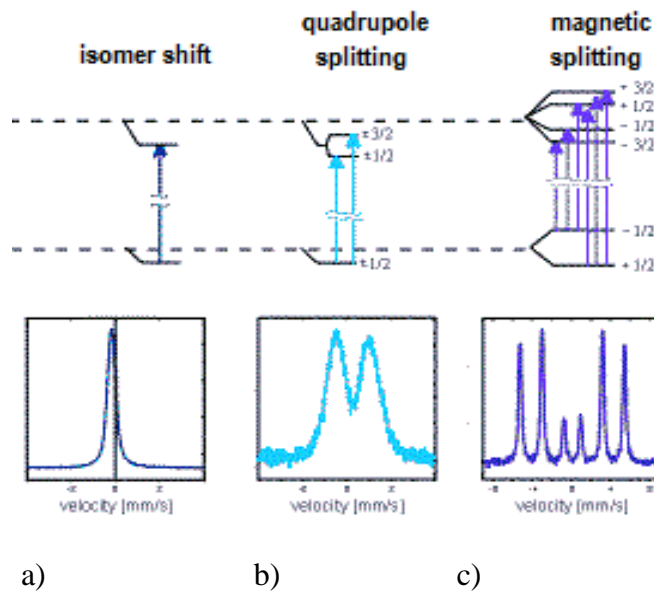 isomer shift
quadrupole
splitting
magnetic
splitting
±3/2
±1/2
±1/2
+ 3/2
+ 1/2
- 1/2
- 3/2
- 1/2
+ 1/2
velocity [mm/s]
velocity [mm/s]
velocity [mm/s]
a)
b)
c)